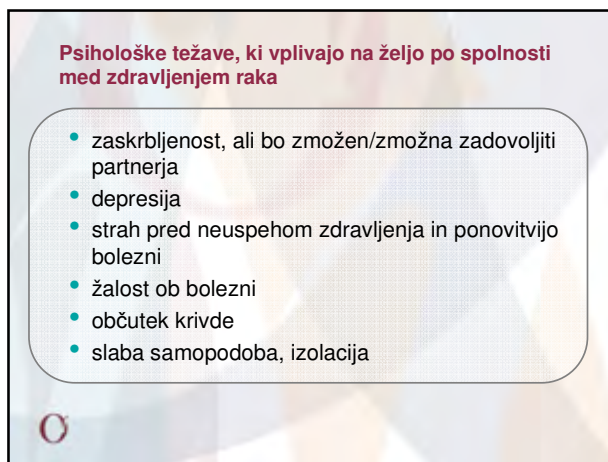 Psihološke težave, ki vplivajo na željo po spolnosti
med zdravljenjem raka
• zaskrbljenost, ali bo zmožen/zmožna zadovoljiti
partnerja
• depresija
• strah pred neuspehom zdravljenja in ponovitvijo
bolezni
• žalost ob bolezni
• občutek krivde
• slaba samopodoba, izolacija